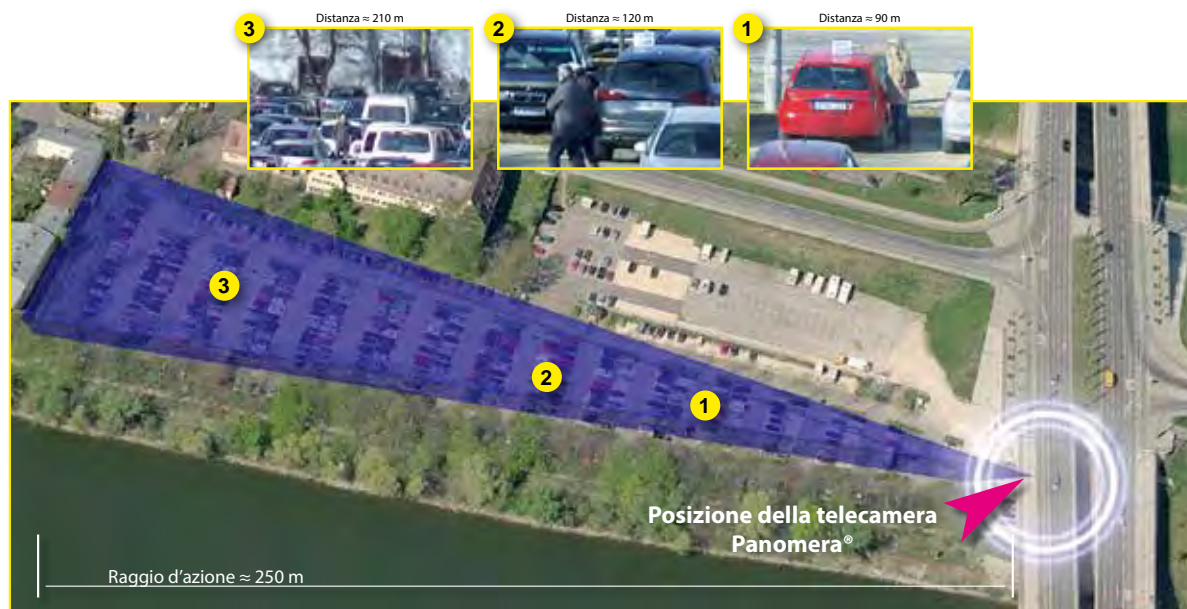 Distanza ≈ 210 m
Distanza ≈ 120 m
Distanza ≈ 90 m
3
2
1
3
2
1
Posizione della telecamera
Panomera®
Raggio d’azione ≈ 250 m